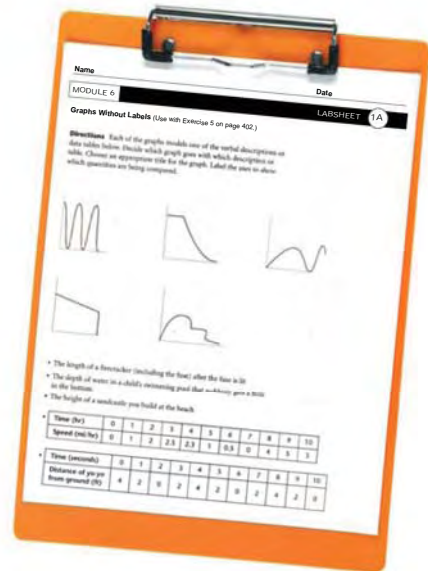 Name
Date
MODULE 6
LABSHEET 1A
Graphs Without Labels (Use with Exercise 5 on page 402.)
Directions Each of the graphs models one of the verbal descriptions or
data tables below. Decide which graph goes with which description or
table. Choose an appropriate title for the graph. Label the axes to show
which quantities are being compared.
• The length of a firecracker (including the fuse) after the fuse is lit
• The depth of water in a child's swimming pool that suddenly gets a hole
in the bottom.
• The height of a sandcastle you build at the beach
• Time (hr) 0 1 2 3 4 5 6 7 8 9 10
Speed (mi/hr) 0 1 2 2.5 2.5 1 0.5 0 4 5 3
• Time (seconds) 0 1 2 3 4 5 6 7 8 9 10
Distance of yo-yo
from ground (ft) 4 2 0 2 4 2 0 2 4 2 0